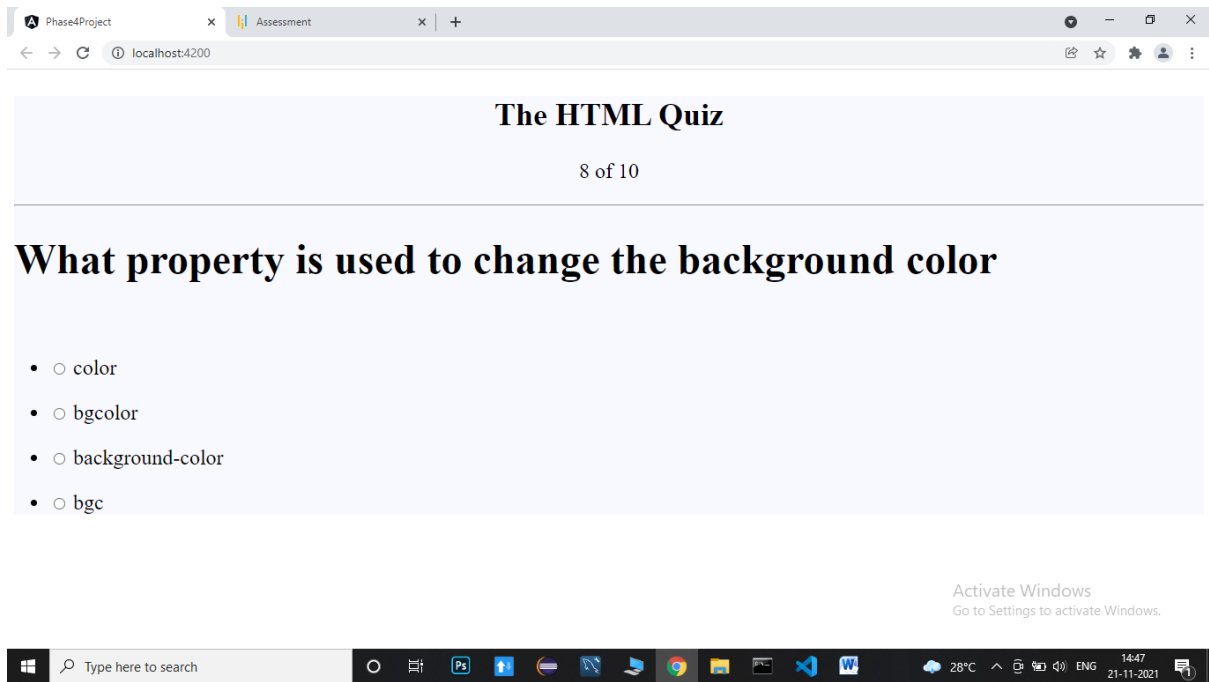 Phase4Project
Assessment
localhost:4200
The HTML Quiz
8 of 10
What property is used to change the background color
color
bgcolor
background-color
bgc
Activate Windows
Go to Settings to activate Windows.
Type here to search
Ps
W
28°C
ENG
14:47
21-11-2021
1